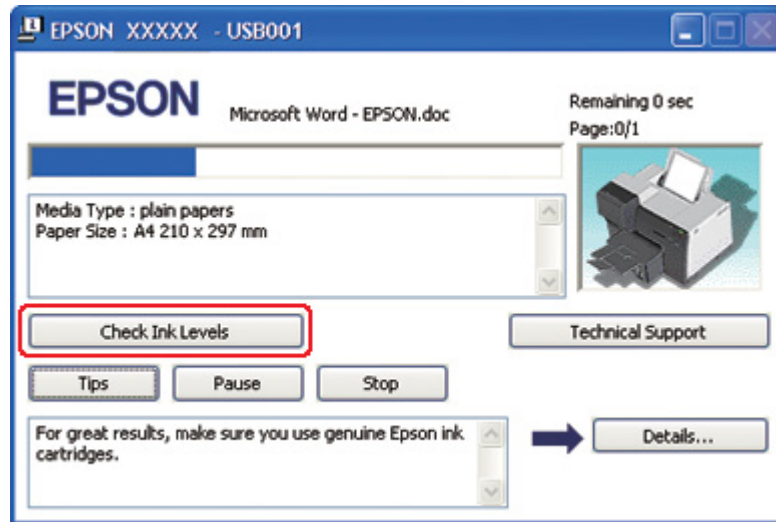 EPSON XXXXX - USB001
EPSON
Microsoft Word - EPSON.doc
Remaining 0 sec
Page:0/1
Media Type : plain papers
Paper Size : A4 210 x 297 mm
Check Ink Levels
Technical Support
Tips
Pause
Stop
For great results, make sure you use genuine Epson ink
cartridges.
Details...